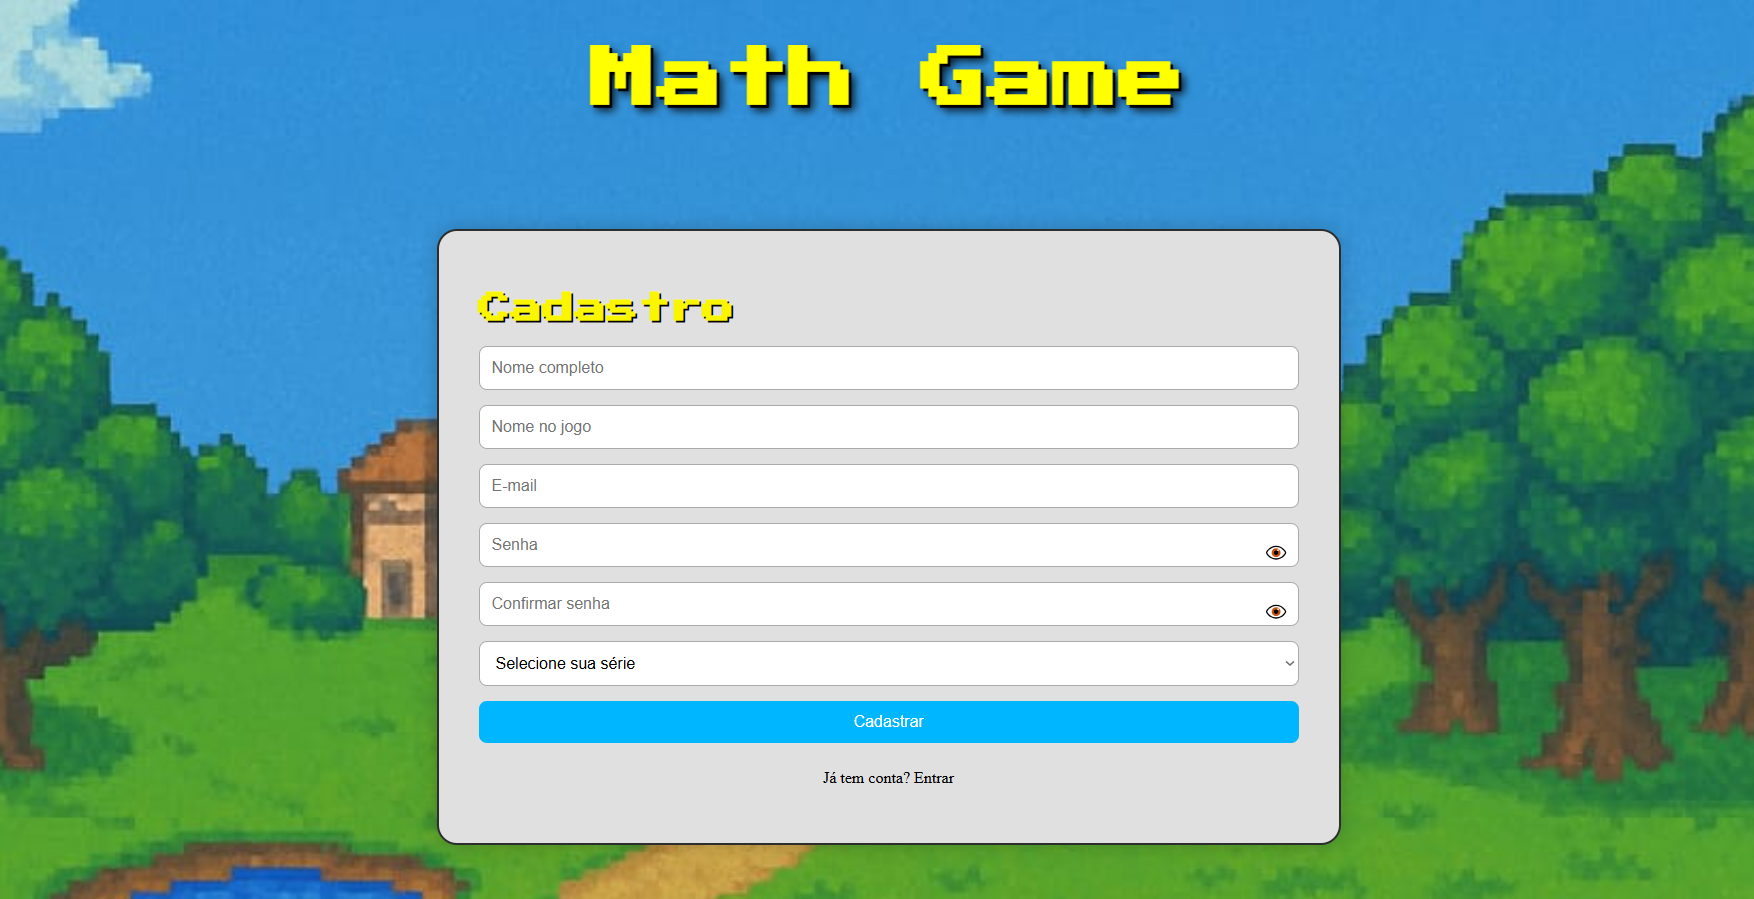 Math Game
Cadastro
Nome completo
Nome no jogo
E-mail
Senha
Confirmar senha
Selecione sua série
Cadastrar
Já tem conta? Entrar